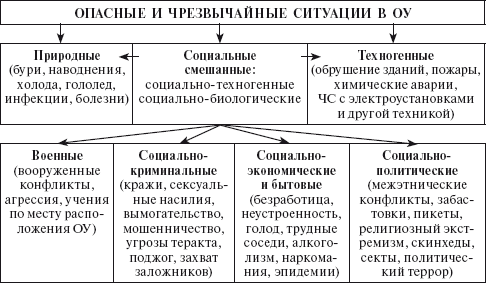 ОПАСНЫЕ И ЧРЕЗВЫЧАЙНЫЕ СИТУАЦИИ В ОУ
Природные
(бури, наводнения,
холода, гололед,
инфекции, болезни)
Социальные
смешанные:
социально-техногенные
социально-биологические
Техногенные
(обрушение зданий, пожары,
химические аварии,
ЧС с электроустановками
и другой техникой)
Военные
(вооруженные
конфликты,
агрессия, учения
по месту распо-
ложения ОУ)
Социально-
криминальные
(кражи, сексуаль-
ные насилия,
вымогательство,
мошенничество,
угрозы теракта,
поджог, захват
заложников)
Социально-
экономические
и бытовые
(безработица,
неустроенность,
голод, трудные
соседи, алкого-
лизм, наркома-
ния, эпидемии)
Социально-
политические
(межэтнические
конфликты, забас-
товки, пикеты,
религиозный экст-
ремизм, скинхеды,
секты, политичес-
кий террор)